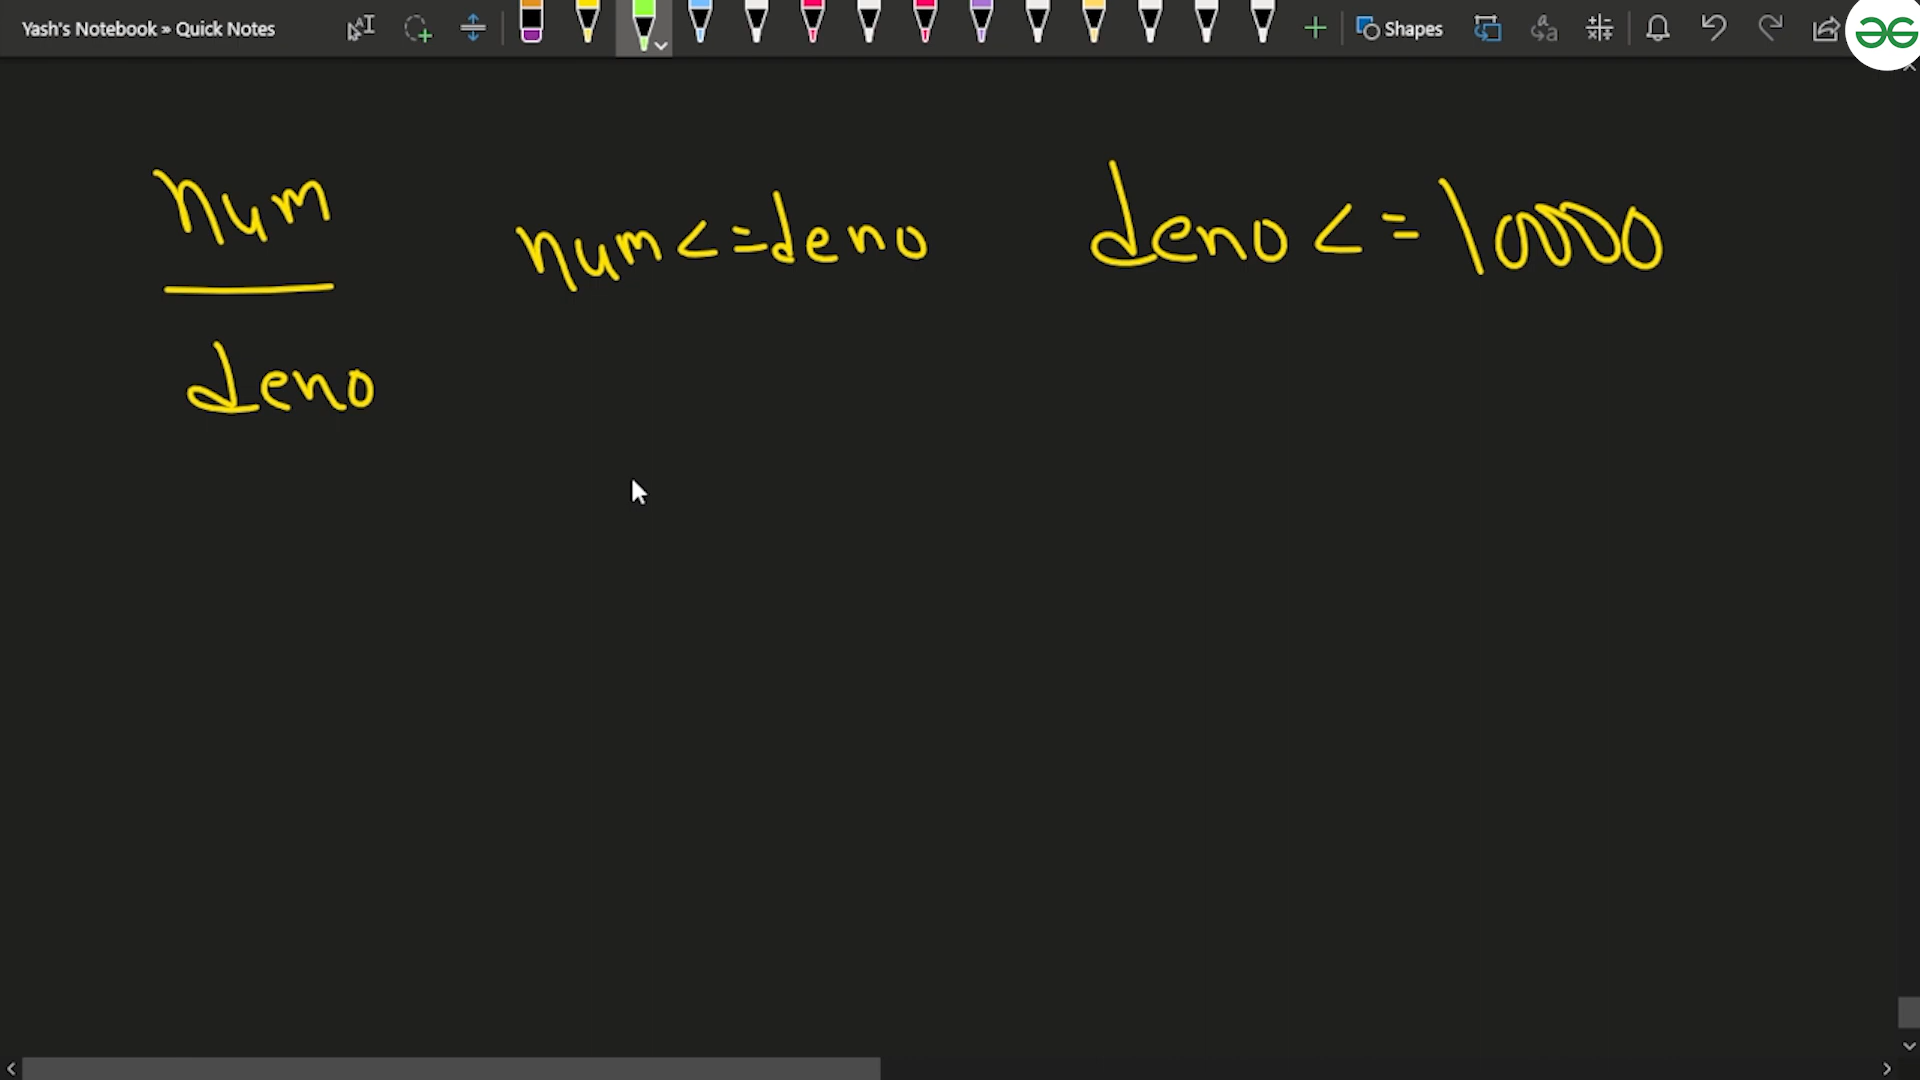 Yash's Notebook » Quick Notes
Shapes
num
num <= deno
deno <= 10000
deno